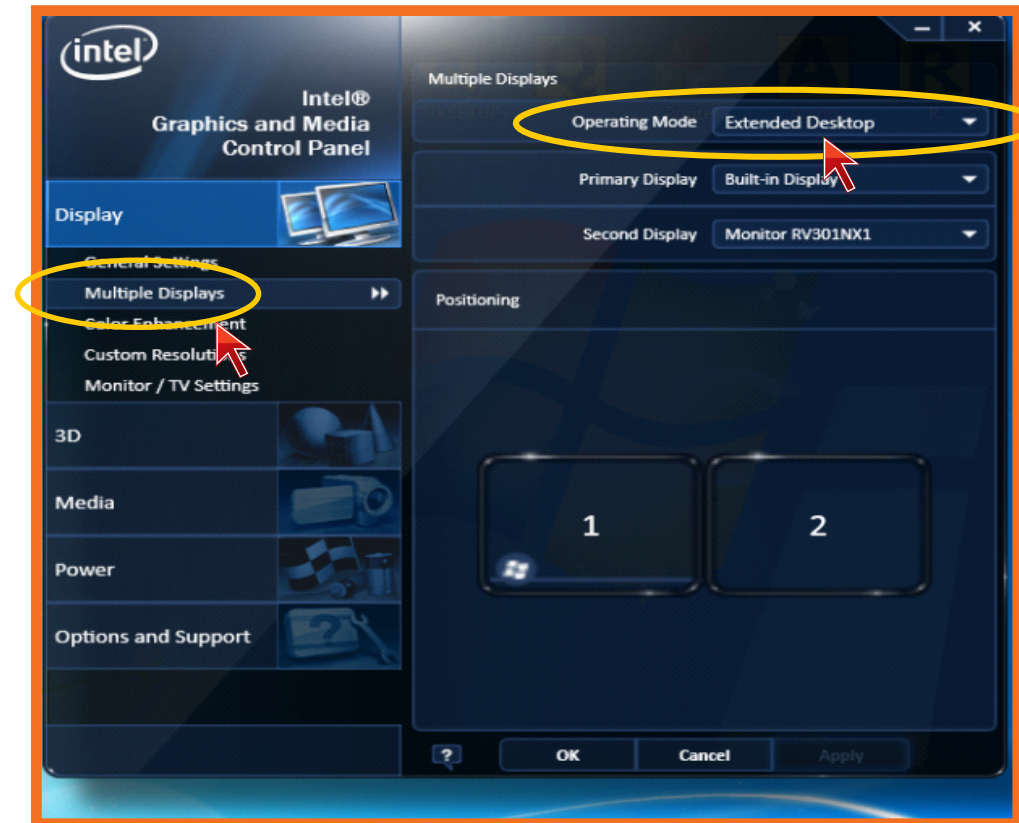 intel
Intel®
Graphics and Media
Control Panel
Display
General Settings
Multiple Displays
Color Enhancement
Custom Resolutions
Monitor / TV Settings
3D
Media
Power
Options and Support
Multiple Displays
Operating Mode Extended Desktop
Primary Display Built-in Display
Second Display Monitor RV301NX1
Positioning
1 2
? OK Cancel Apply